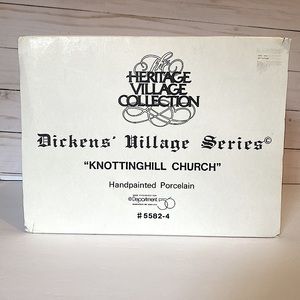 The
HERITAGE
VILLAGE
COLLECTION
Dickens' Village Series©
"KNOTTINGHILL CHURCH"
Handpainted Porcelain
Department 56
#5582-4